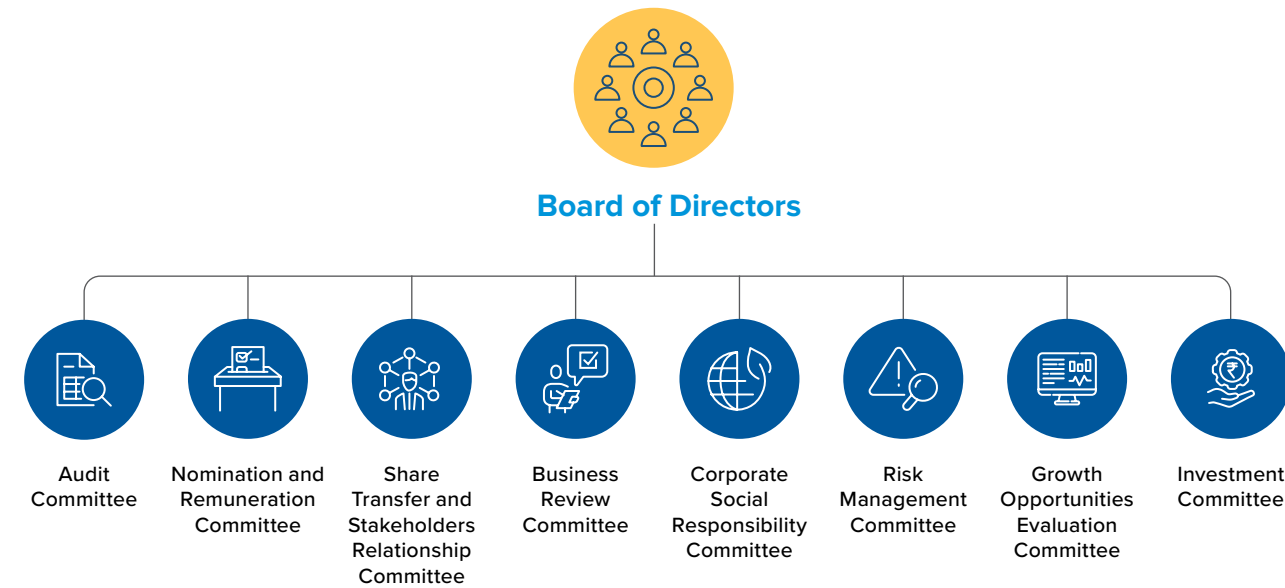 Board of Directors
Audit
Committee
Nomination and
Remuneration
Committee
Share
Transfer and
Stakeholders
Relationship
Committee
Business
Review
Committee
Corporate
Social
Responsibility
Committee
Risk
Management
Committee
Growth
Opportunities
Evaluation
Committee
₹
Investment
Committee